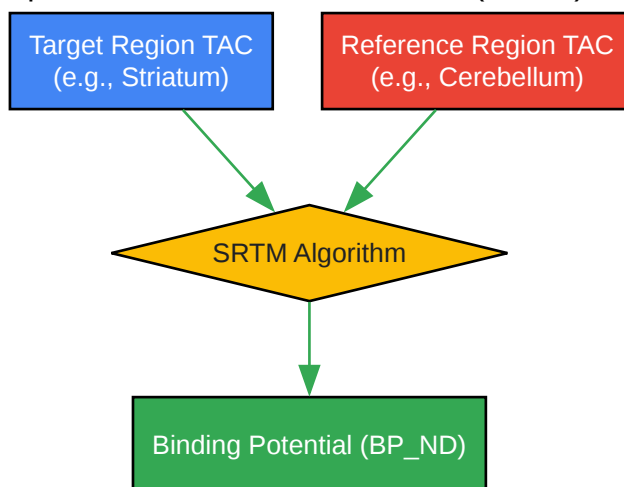 Target Region TAC
(e.g., Striatum)
Reference Region TAC
(e.g., Cerebellum)
SRTM Algorithm
Binding Potential (BP_ND)